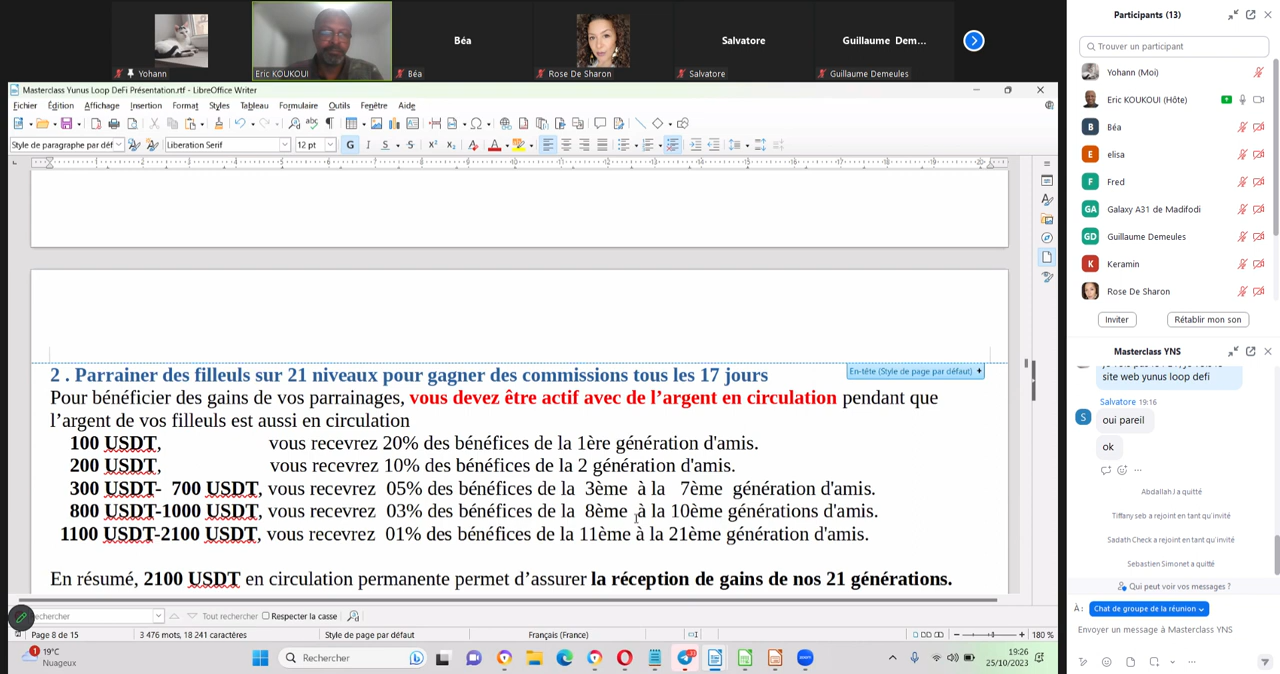 Yohann
Eric KOUKOUI
Béa
Béa
Rose De Sharon
Salvatore
Salvatore
Guillaume Dem...
Guillaume Demeules
Masterclass Yunus Loop DeFi Présentation.rtf - LibreOffice Writer
Fichier Édition Affichage Insertion Format Styles Tableau Formulaire Outils Fenêtre Aide
Style de paragraphe par déf Liberation Serif 12 pt
2 . Parrainer des filleuls sur 21 niveaux pour gagner des commissions tous les 17 jours
En-tête (Style de page par défaut)
Pour bénéficier des gains de vos parrainages, vous devez être actif avec de l’argent en circulation pendant que
l’argent de vos filleuls est aussi en circulation
100 USDT, vous recevrez 20% des bénéfices de la 1ère génération d'amis.
200 USDT, vous recevrez 10% des bénéfices de la 2 génération d'amis.
300 USDT- 700 USDT, vous recevrez 05% des bénéfices de la 3ème à la 7ème génération d'amis.
800 USDT-1000 USDT, vous recevrez 03% des bénéfices de la 8ème à la 10ème générations d'amis.
1100 USDT-2100 USDT, vous recevrez 01% des bénéfices de la 11ème à la 21ème génération d'amis.
En résumé, 2100 USDT en circulation permanente permet d’assurer la réception de gains de nos 21 générations.
echercher Tout rechercher Respecter la casse
Page 8 de 15 3 476 mots, 18 241 caractères Style de page par défaut Français (France) 180 %
19°C
Nuageux
Rechercher
19:26
25/10/2023
Participants (13)
Trouver un participant
Yohann (Moi)
Eric KOUKOUI (Hôte)
B Béa
E elisa
F Fred
GA Galaxy A31 de Madifodi
GD Guillaume Demeules
K Keramin
Rose De Sharon
Inviter Rétablir mon son
Masterclass YNS
site web yunus loop defi
Salvatore 19:16
S oui pareil
ok
Abdallah J a quitté
Tiffany seb a rejoint en tant qu'invité
Sadath Check a rejoint en tant qu'invité
Sebastien Simonet a quitté
Qui peut voir vos messages ?
À : Chat de groupe de la réunion
Envoyer un message à Masterclass YNS